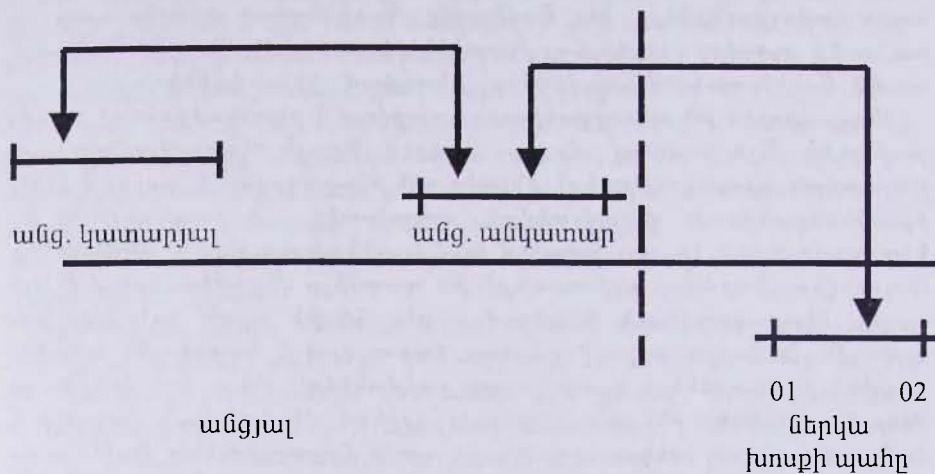 անց. կատարյալ
անց. անկատար
01 02
անցյալ
ներկա
խոսքի պահը